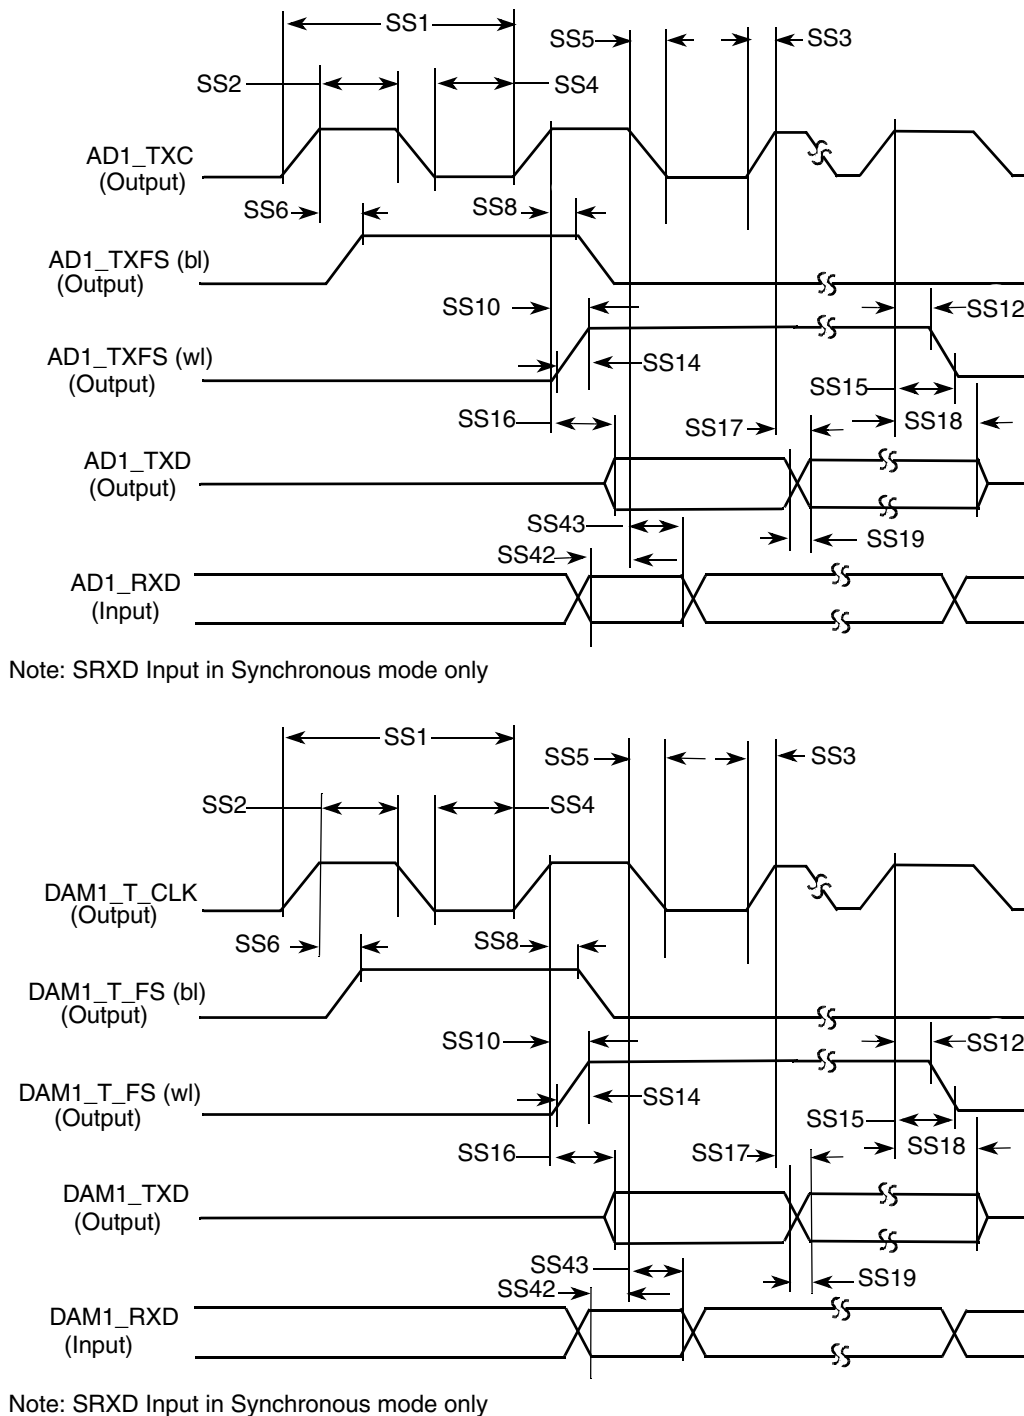 SS1
SS5
SS3
SS2
SS4
AD1_TXC
(Output)
SS6
SS8
AD1_TXFS (bl)
(Output)
SS10
SS12
AD1_TXFS (wl)
(Output)
SS14
SS15
SS16
SS17
SS18
AD1_TXD
(Output)
SS43
SS19
SS42
AD1_RXD
(Input)
Note: SRXD Input in Synchronous mode only
SS1
SS5
SS3
SS2
SS4
DAM1_T_CLK
(Output)
SS6
SS8
DAM1_T_FS (bl)
(Output)
SS10
SS12
DAM1_T_FS (wl)
(Output)
SS14
SS15
SS16
SS17
SS18
DAM1_TXD
(Output)
SS43
SS19
SS42
DAM1_RXD
(Input)
Note: SRXD Input in Synchronous mode only